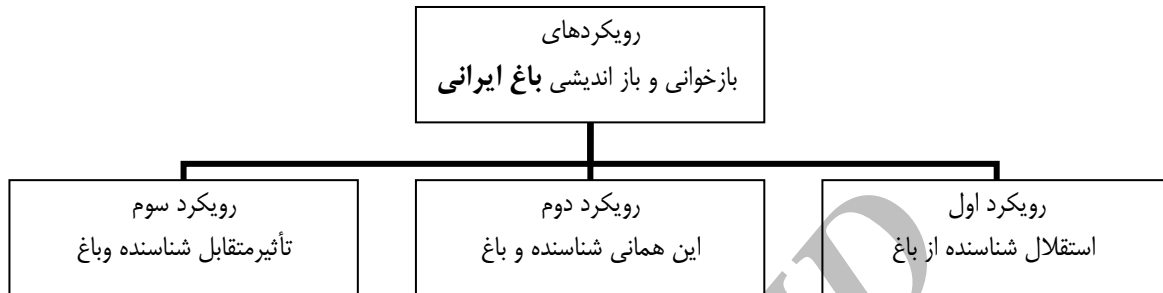 رویکردهای
بازخوانی و باز اندیشی باغ ایرانی
رویکرد اول
استقلال شناسنده از باغ
رویکرد دوم
این همانی شناسنده و باغ
رویکرد سوم
تأثیرمتقابل شناسنده وباغ